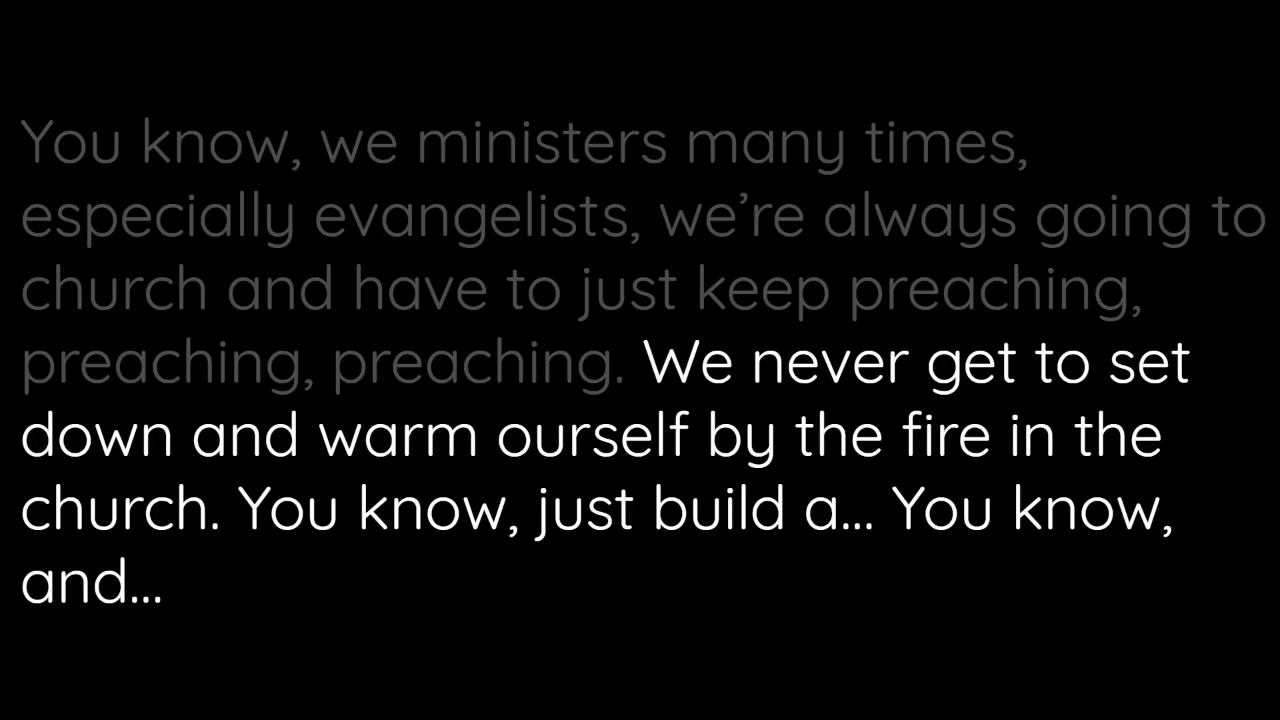 You know, we ministers many times,
especially evangelists, we’re always going to
church and have to just keep preaching,
preaching, preaching. We never get to set
down and warm ourself by the fire in the
church. You know, just build a... You know,
and...